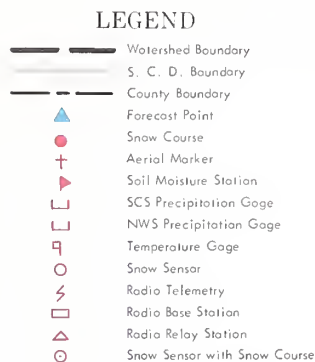 LEGEND
Watershed Boundary
S. C. D. Boundary
County Boundary
Forecast Point
Snow Course
Aerial Marker
Soil Moisture Station
SCS Precipitation Gage
NWS Precipitation Gage
Temperature Gage
Snow Sensor
Radio Telemetry
Radio Base Station
Radio Relay Station
Snow Sensor with Snow Course